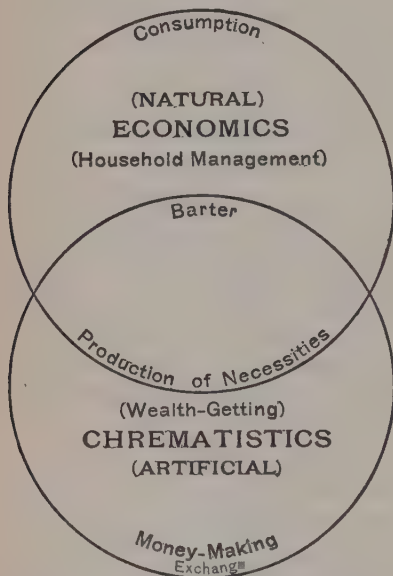 Consumption
(NATURAL)
ECONOMICS
(Household Management)
Barter
Production of Necessities
(Wealth-Getting)
CHREMATISTICS
(ARTIFICIAL)
Money-Making
Exchange